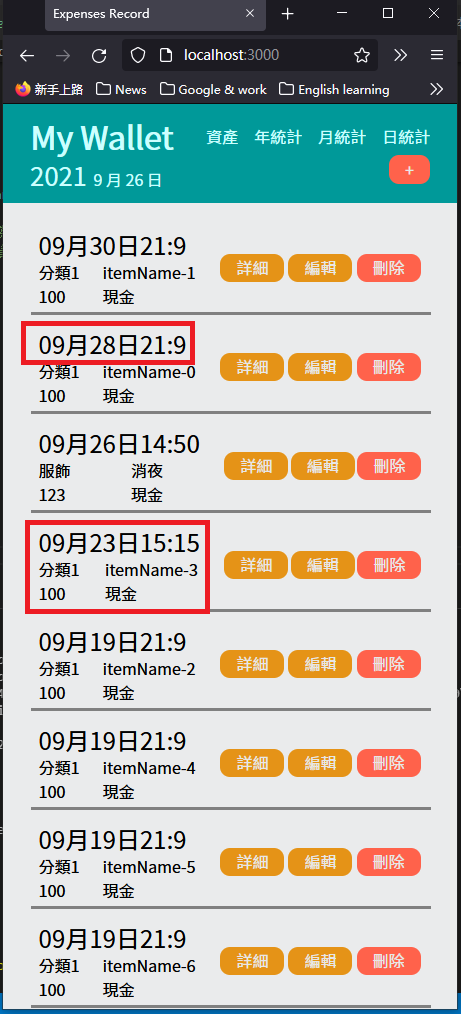 Expenses Record
localhost:3000
新手上路 News Google & work English learning
My Wallet 資產 年統計 月統計 日統計
2021 9 月 26 日 +
09月30日21:9
分類1 itemName-1 詳細 編輯 刪除
100 現金
09月28日21:9
分類1 itemName-0 詳細 編輯 刪除
100 現金
09月26日14:50
服飾 消夜 詳細 編輯 刪除
123 現金
09月23日15:15
分類1 itemName-3 詳細 編輯 刪除
100 現金
09月19日21:9
分類1 itemName-2 詳細 編輯 刪除
100 現金
09月19日21:9
分類1 itemName-4 詳細 編輯 刪除
100 現金
09月19日21:9
分類1 itemName-5 詳細 編輯 刪除
100 現金
09月19日21:9
分類1 itemName-6 詳細 編輯 刪除
100 現金